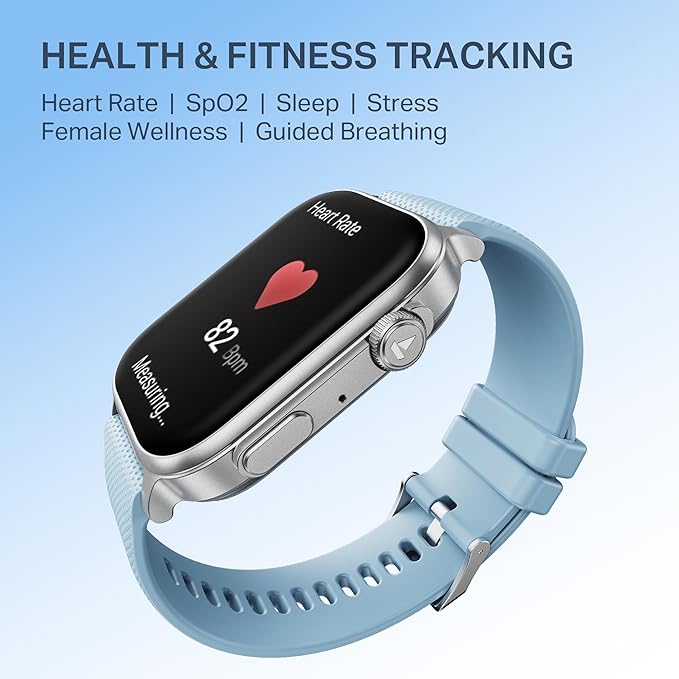 HEALTH & FITNESS TRACKING
Heart Rate | SpO2 | Sleep | Stress
Female Wellness | Guided Breathing
Heart Rate
82 Bpm
Measuring...